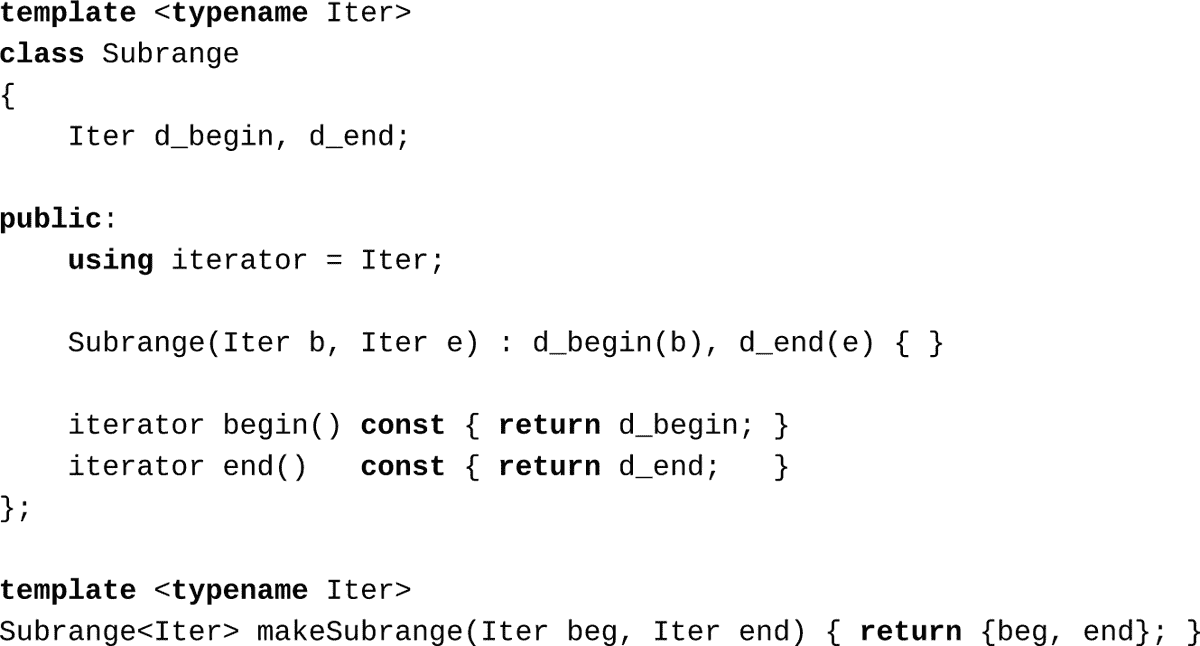 template <typename Iter>
class Subrange
{
    Iter d_begin, d_end;

public:
    using iterator = Iter;

    Subrange(Iter b, Iter e) : d_begin(b), d_end(e) { }

    iterator begin() const { return d_begin; }
    iterator end()   const { return d_end;   }
};

template <typename Iter>
Subrange<Iter> makeSubrange(Iter beg, Iter end) { return {beg, end}; }